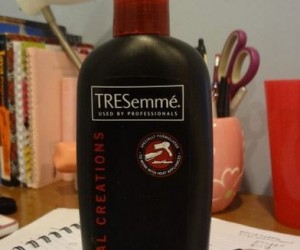 TRESemmé.
USED BY PROFESSIONALS
AL CREATIONS